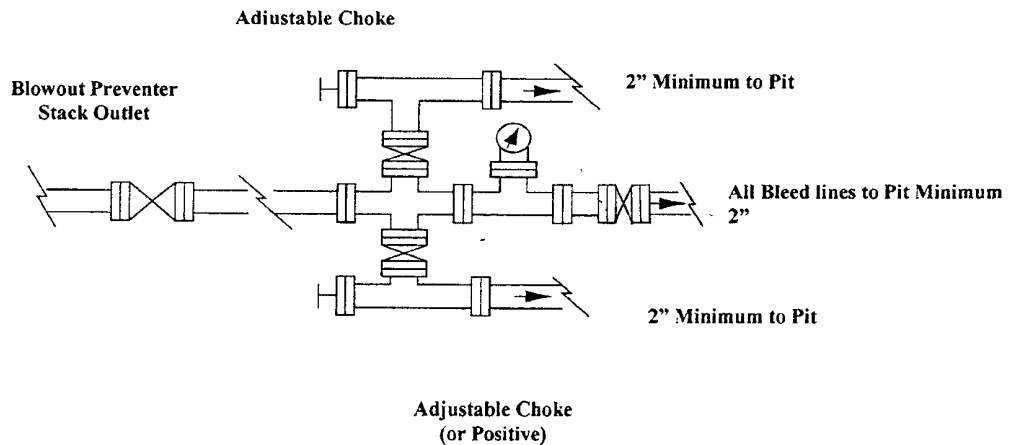 Adjustable Choke
Blowout Preventer
Stack Outlet
2” Minimum to Pit
All Bleed lines to Pit Minimum
2”
2” Minimum to Pit
Adjustable Choke
(or Positive)